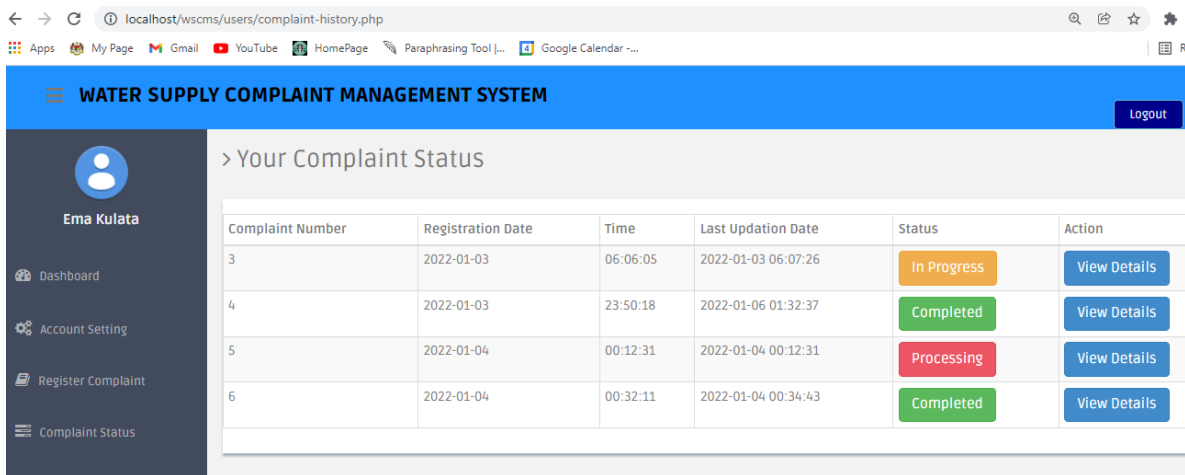 localhost/wscms/users/complaint-history.php
Apps My Page Gmail YouTube HomePage Paraphrasing Tool |... 4 Google Calendar -... R
WATER SUPPLY COMPLAINT MANAGEMENT SYSTEM
Logout
Ema Kulata
Dashboard
Account Setting
Register Complaint
Complaint Status
> Your Complaint Status
Complaint Number Registration Date Time Last Updation Date Status Action
3 2022-01-03 06:06:05 2022-01-03 06:07:26 In Progress View Details
4 2022-01-03 23:50:18 2022-01-06 01:32:37 Completed View Details
5 2022-01-04 00:12:31 2022-01-04 00:12:31 Processing View Details
6 2022-01-04 00:32:11 2022-01-04 00:34:43 Completed View Details